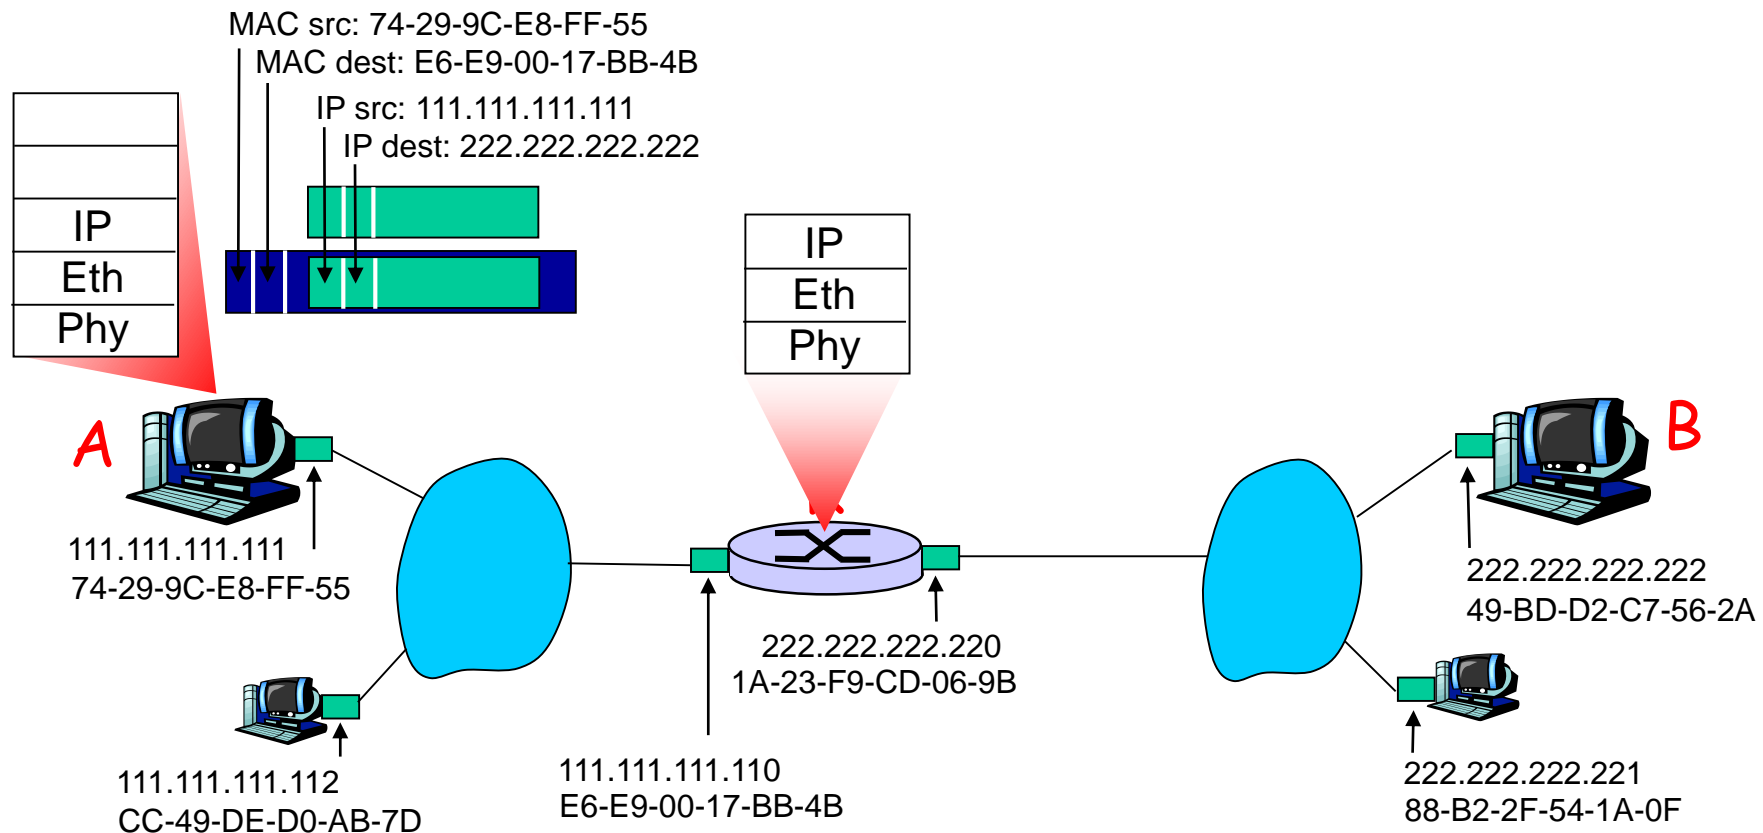 MAC src: 74-29-9C-E8-FF-55
MAC dest: E6-E9-00-17-BB-4B
IP src: 111.111.111.111
IP dest: 222.222.222.222
IP
Eth
Phy
IP
Eth
Phy
A
B
111.111.111.111
74-29-9C-E8-FF-55
222.222.222.222
49-BD-D2-C7-56-2A
222.222.222.220
1A-23-F9-CD-06-9B
111.111.111.112
CC-49-DE-D0-AB-7D
111.111.111.110
E6-E9-00-17-BB-4B
222.222.222.221
88-B2-2F-54-1A-0F